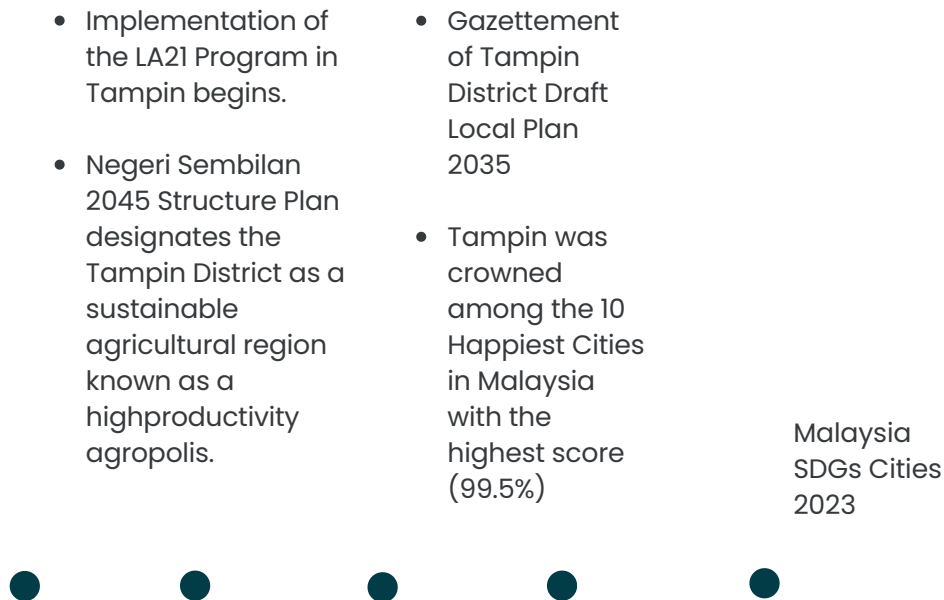 • Implementation of
the LA21 Program in
Tampin begins.
• Negeri Sembilan
2045 Structure Plan
designates the
Tampin District as a
sustainable
agricultural region
known as a
highproductivity
agropolis.
• Gazettement
of Tampin
District Draft
Local Plan
2035
• Tampin was
crowned
among the 10
Happiest Cities
in Malaysia
with the
highest score
(99.5%)
Malaysia
SDGs Cities
2023